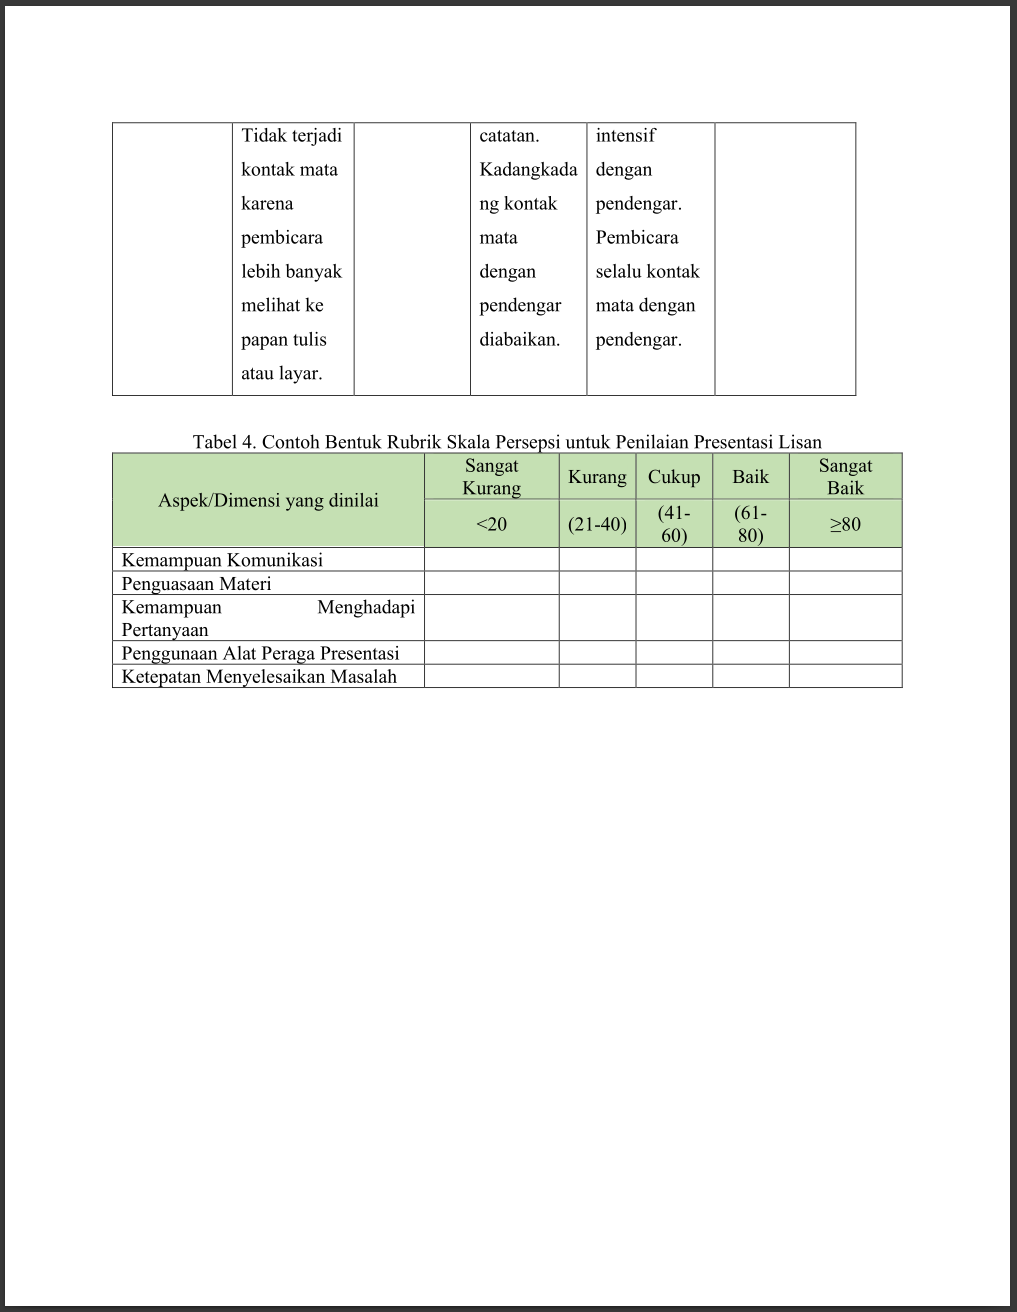 Tidak terjadi
kontak mata
karena
pembicara
lebih banyak
melihat ke
papan tulis
atau layar.
catatan.
Kadangkada
ng kontak
mata
dengan
pendengar
diabaikan.
intensif
dengan
pendengar.
Pembicara
selalu kontak
mata dengan
pendengar.
Tabel 4. Contoh Bentuk Rubrik Skala Persepsi untuk Penilaian Presentasi Lisan
Aspek/Dimensi yang dinilai
Sangat
Kurang
Kurang
Cukup
Baik
Sangat
Baik
<20
(21-40)
(41-
60)
(61-
80)
≥80
Kemampuan Komunikasi
Penguasaan Materi
Kemampuan Menghadapi
Pertanyaan
Penggunaan Alat Peraga Presentasi
Ketepatan Menyelesaikan Masalah